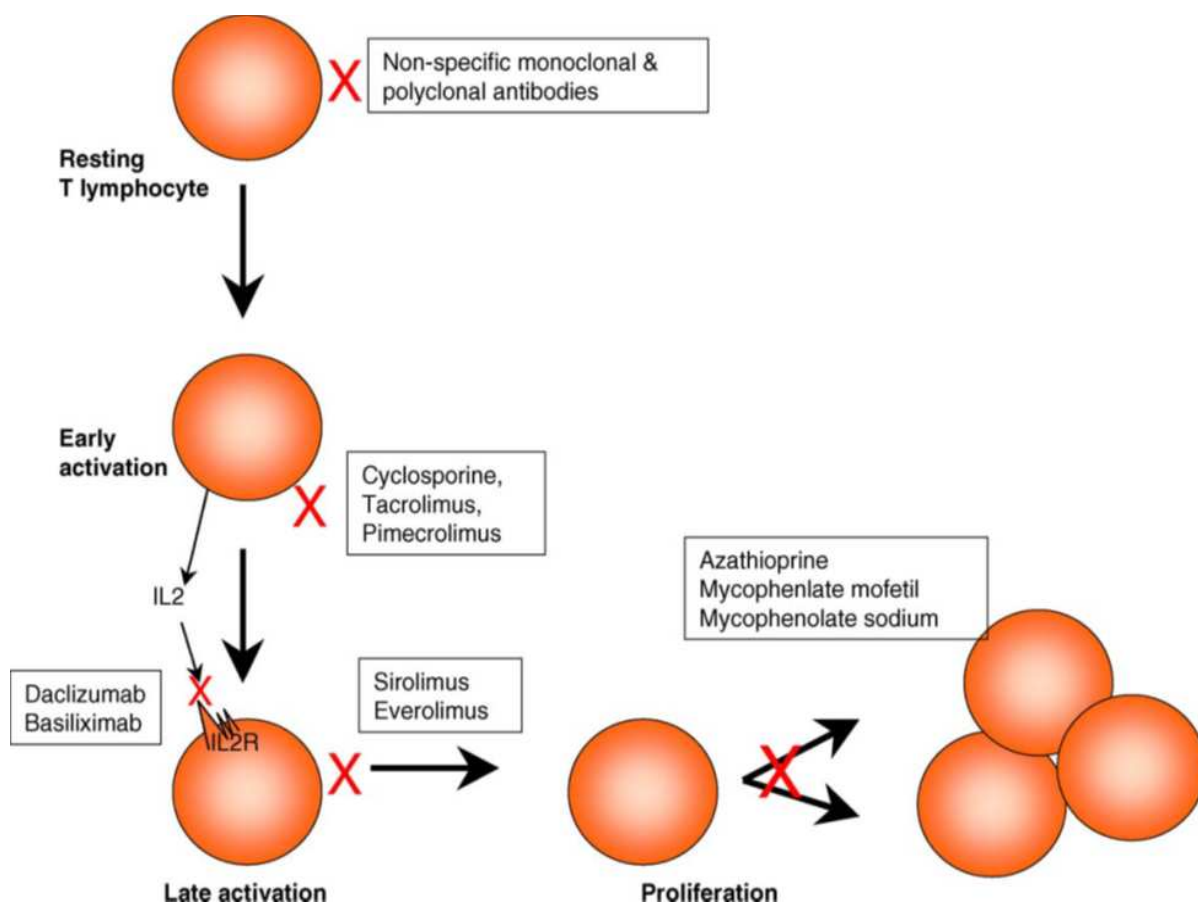 Non-specific monoclonal &
polyclonal antibodies
Resting
T lymphocyte
Early
activation
Cyclosporine,
Tacrolimus,
Pimecrolimus
IL2
Azathioprine
Mycophenlate mofetil
Mycophenolate sodium
Daclizumab
Basiliximab
Sirolimus
Everolimus
IL2R
Late activation
Proliferation